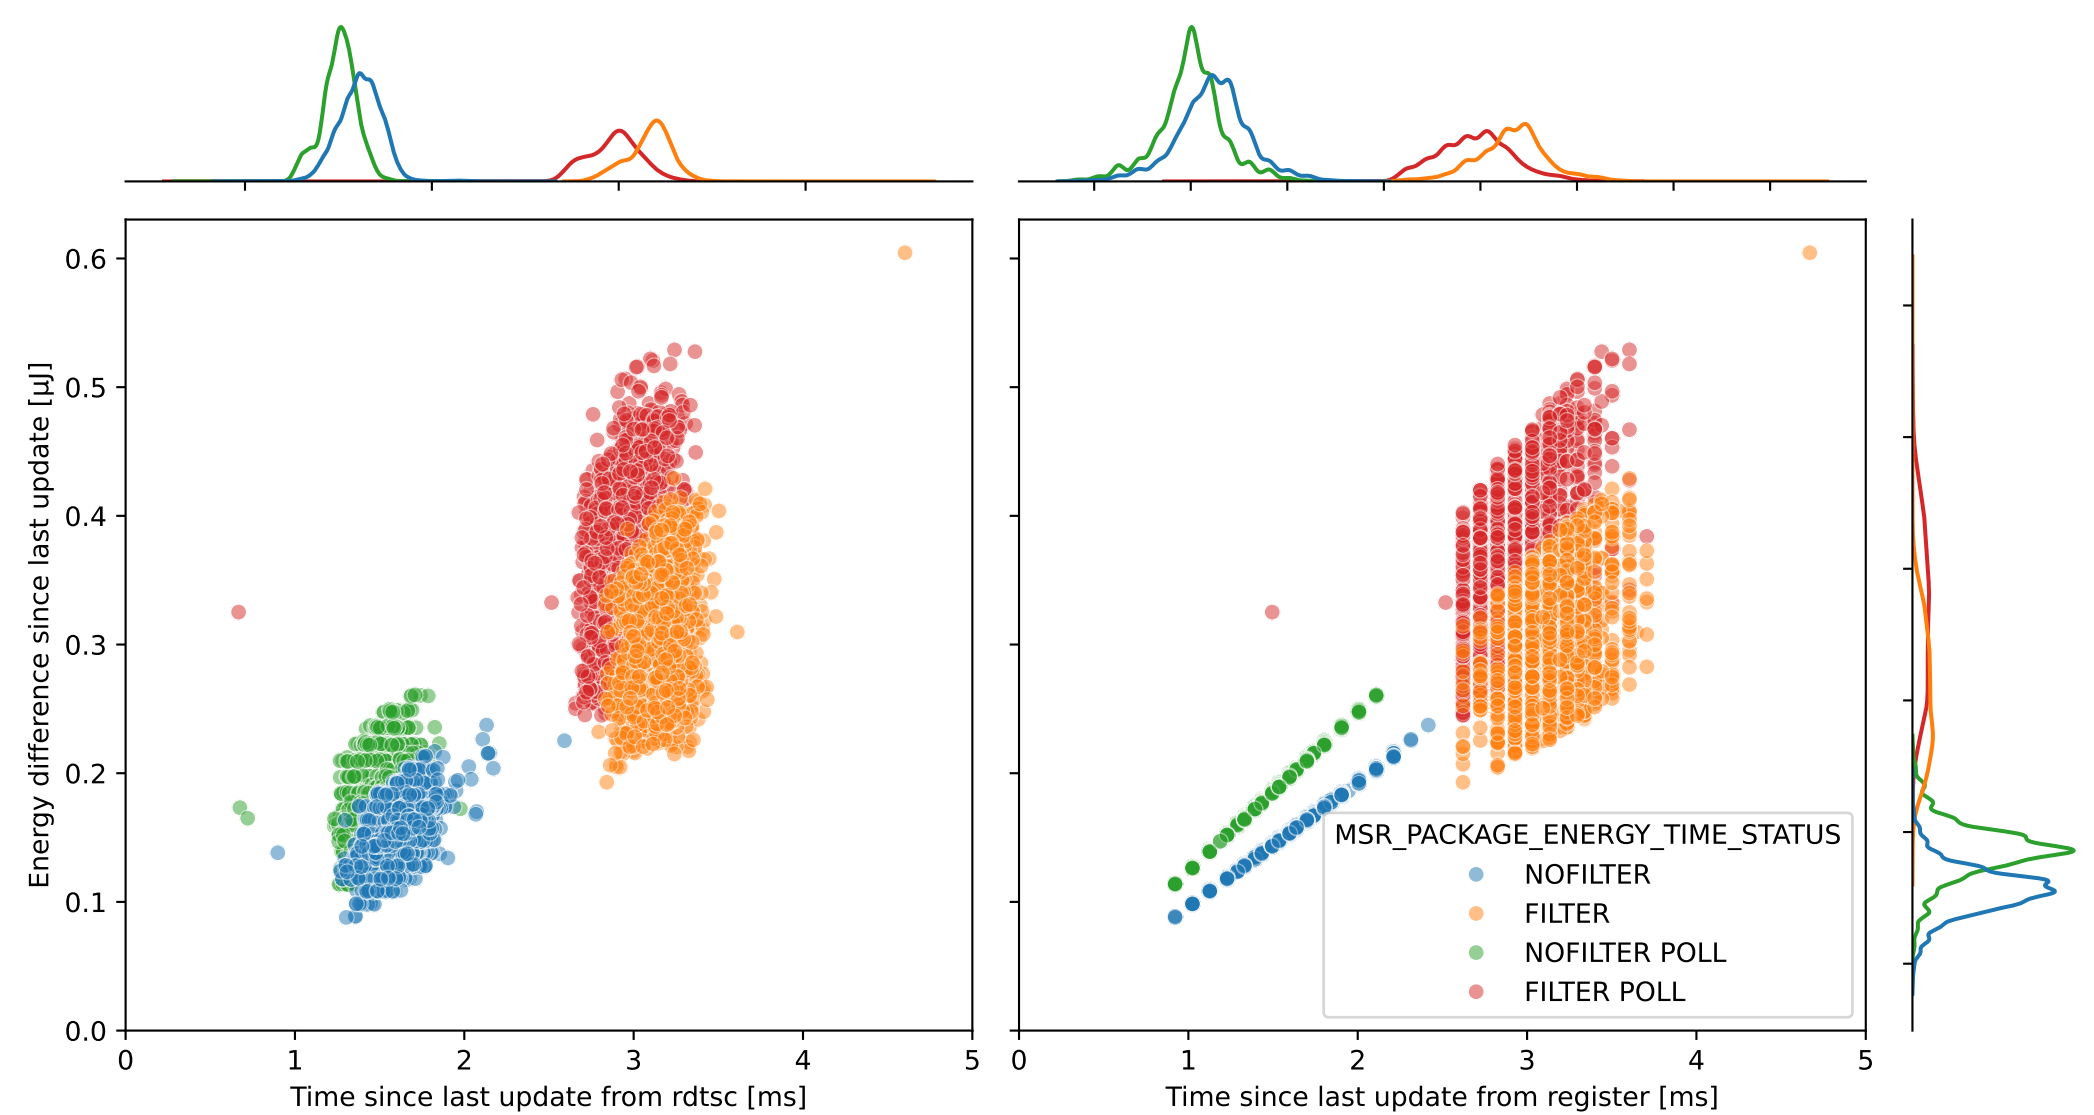 0.6
0.5
0.4
0.3
0.2
0.1
0.0
Energy difference since last update [µJ]
0 1 2 3 4 5
Time since last update from rdtsc [ms]
MSR_PACKAGE_ENERGY_TIME_STATUS
NOFILTER
FILTER
NOFILTER POLL
FILTER POLL
0 1 2 3 4 5
Time since last update from register [ms]